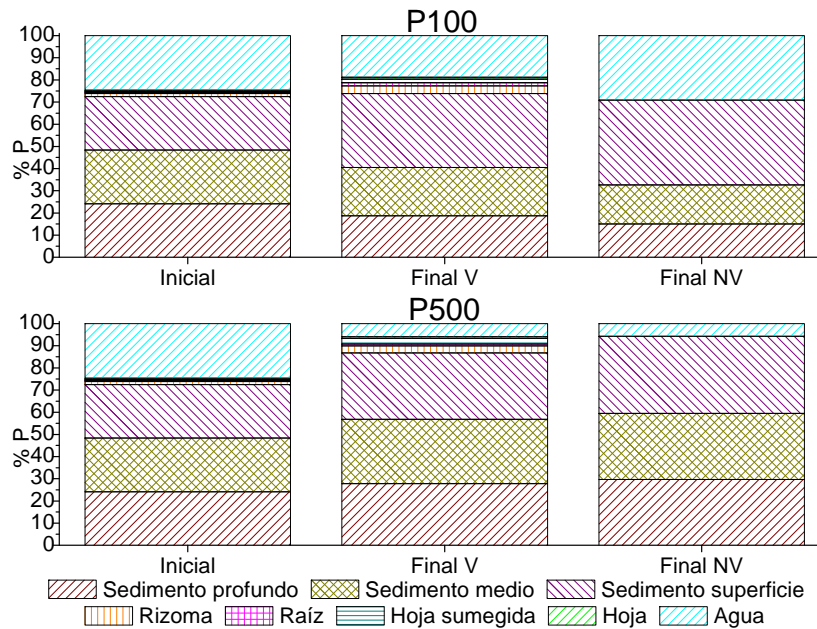 P100
100
90
80
70
60
50
40
30
20
10
0
% P
Inicial
Final V
Final NV
P500
100
90
80
70
60
50
40
30
20
10
0
% P
Inicial
Final V
Final NV
Sedimento profundo
Sedimento medio
Sedimento superficie
Rizoma
Raíz
Hoja sumegida
Hoja
Agua